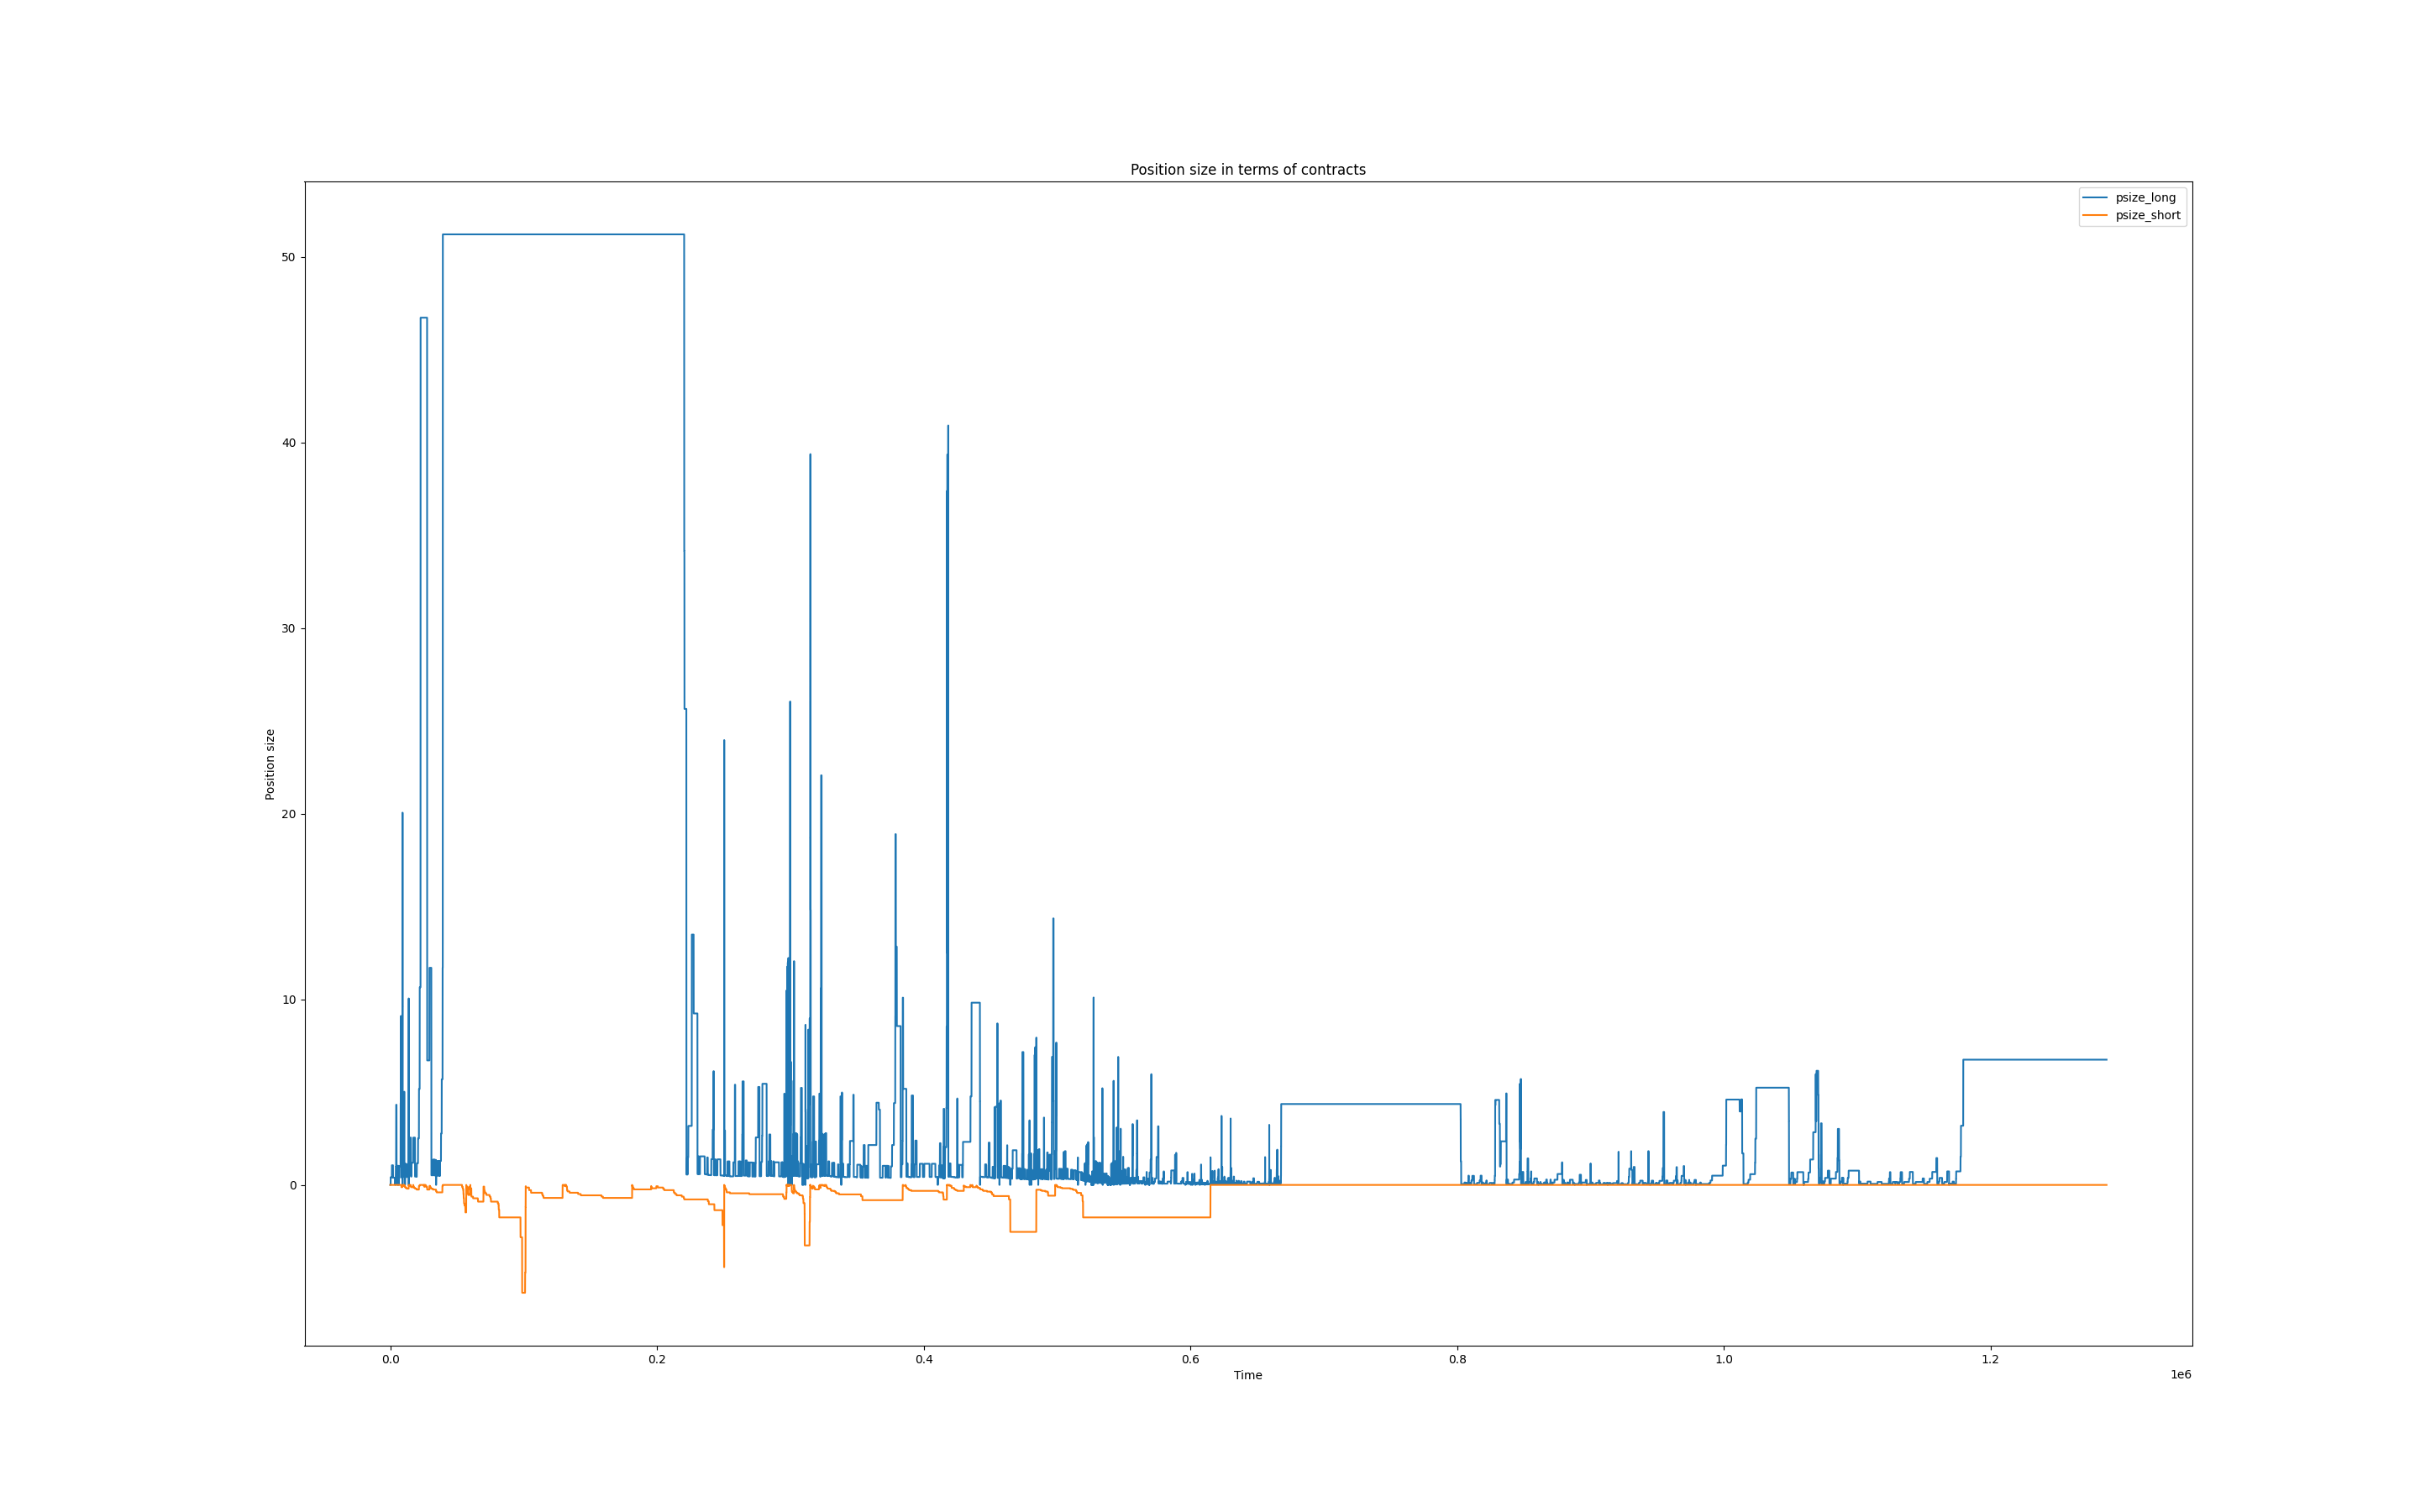 Position size in terms of contracts
psize_long
psize_short
Position size
50
40
30
20
10
0
0.0 0.2 0.4 0.6 0.8 1.0 1.2
Time
1e6